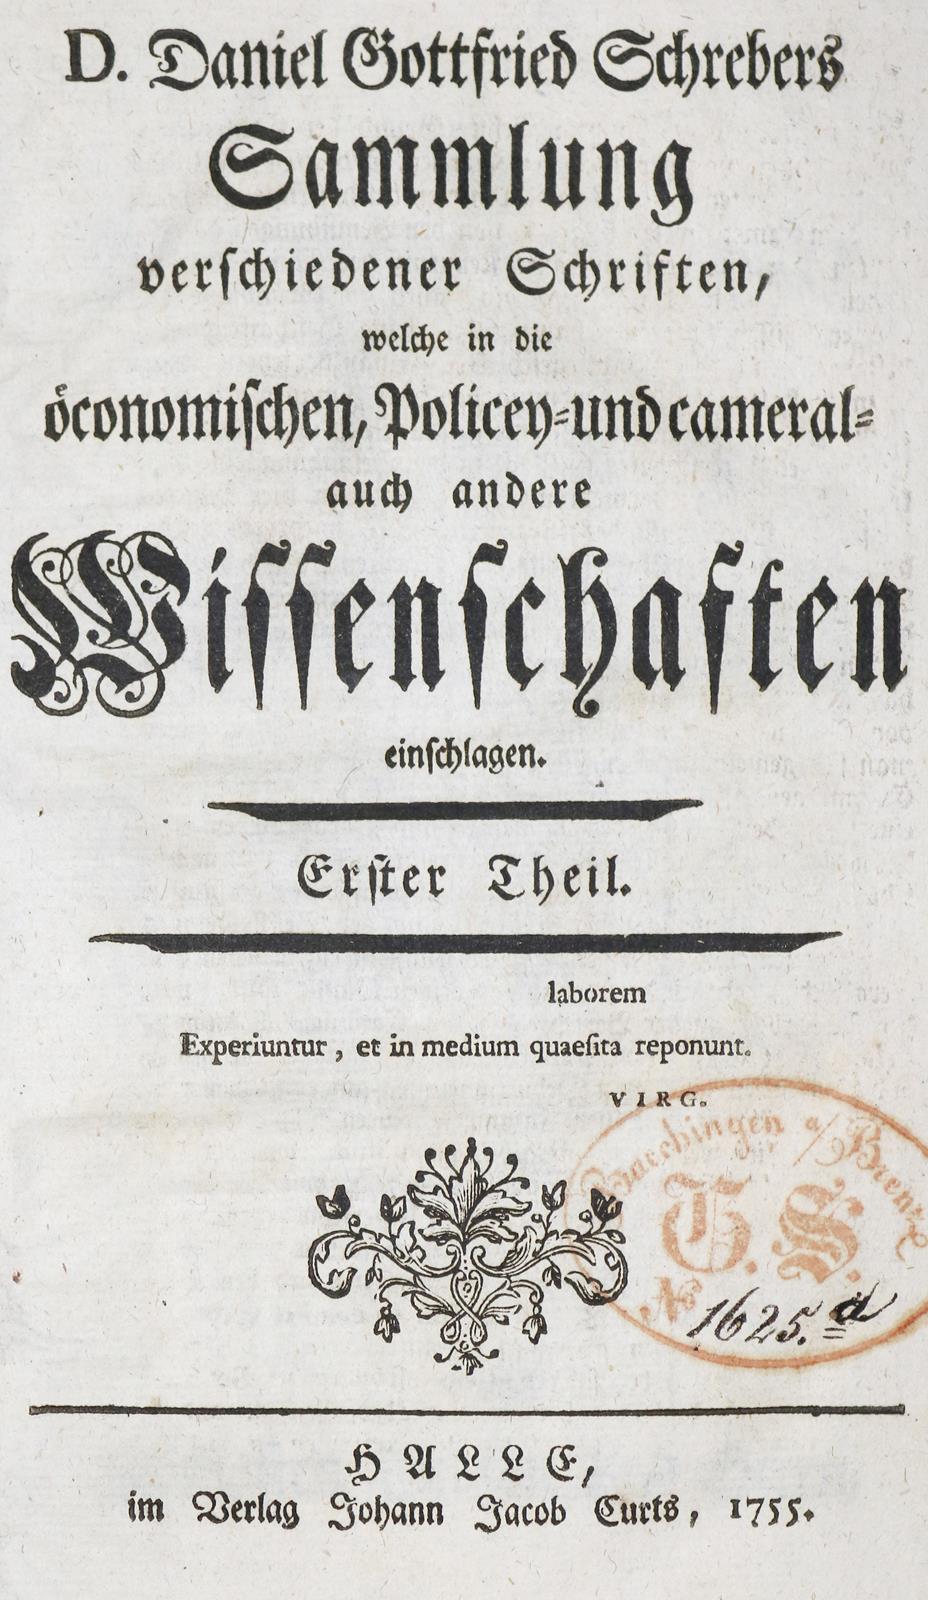 D. Daniel Gottfried Schrebers
Sammlung
verſchiedener Schriften,
welche in die
öconomiſchen, Policey-und cameral-
auch andere
Wiſſenſchaften
einſchlagen.
Erſter Theil.
laborem
Experiuntur, et in medium quaeſita reponunt.
VIRG.
a/Brenz
G. S.
No
1625. d
HALLE,
im Verlag Johann Jacob Curts, 1755.